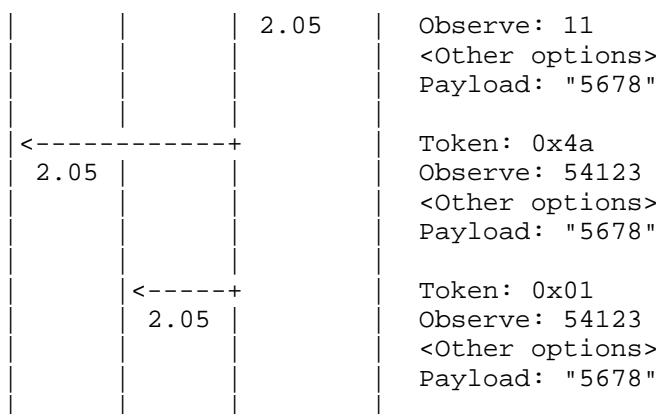 2.05 Observe: 11
<Other options>
Payload: "5678"
<------------+ Token: 0x4a
2.05 Observe: 54123
<Other options>
Payload: "5678"
<-----+ Token: 0x01
2.05 Observe: 54123
<Other options>
Payload: "5678"